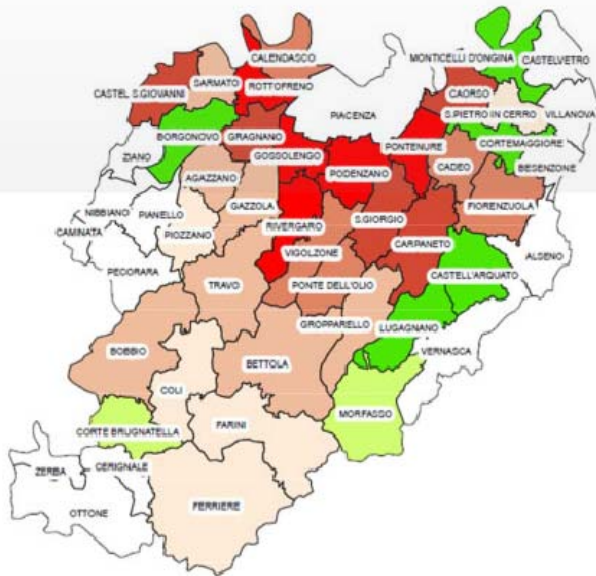 CALENDASCO
MONTICELLI D'ONGINA
CASTELVETRO
SARMATO
CASTEL S.GIOVANNI
ROTTOFRENO
CAORSO
PIACENZA
S.PIETRO IN CERRO
VILLANOVA
BORGONOVO
GRAGNANO
PONTENURE
CORTEMAGGIORE
ZIANO
GOSSOLENGO
PODENZANO
CADEO
BESENZONE
AGAZZANO
GAZZOLA
FIORENZUOLA
NIBBIANO
PIANELLO
S.GIORGIO
CAMINATA
PIOZZANO
RIVERGARO
CARPANETO
ALSENO
PECORARA
VIGOLZONE
CASTELL'ARQUATO
TRAVO
PONTE DELL'OLIO
GROPPARELLO
LUGAGNANO
BOBBIO
BETTOLA
VERNASCA
COLI
MORFASSO
CORTE BRUGNATELLA
FARINI
ZERBA
CERIGNALE
FERRIERE
OTTONE